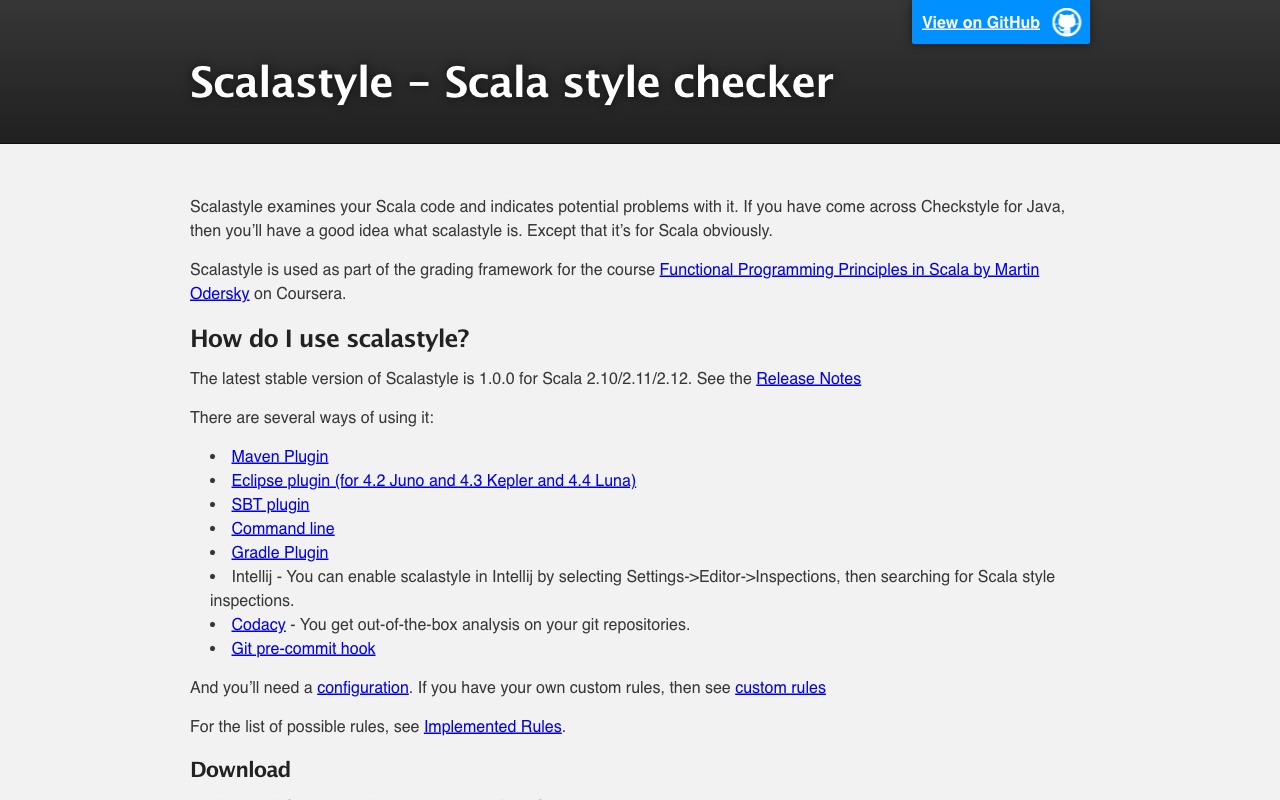 View on GitHub
Scalastyle – Scala style checker
Scalastyle examines your Scala code and indicates potential problems with it. If you have come across Checkstyle for Java,
then you’ll have a good idea what scalastyle is. Except that it’s for Scala obviously.
Scalastyle is used as part of the grading framework for the course Functional Programming Principles in Scala by Martin
Odersky on Coursera.
How do I use scalastyle?
The latest stable version of Scalastyle is 1.0.0 for Scala 2.10/2.11/2.12. See the Release Notes
There are several ways of using it:
• Maven Plugin
• Eclipse plugin (for 4.2 Juno and 4.3 Kepler and 4.4 Luna)
• SBT plugin
• Command line
• Gradle Plugin
• Intellij - You can enable scalastyle in Intellij by selecting Settings->Editor->Inspections, then searching for Scala style
inspections.
• Codacy - You get out-of-the-box analysis on your git repositories.
• Git pre-commit hook
And you’ll need a configuration. If you have your own custom rules, then see custom rules
For the list of possible rules, see Implemented Rules.
Download